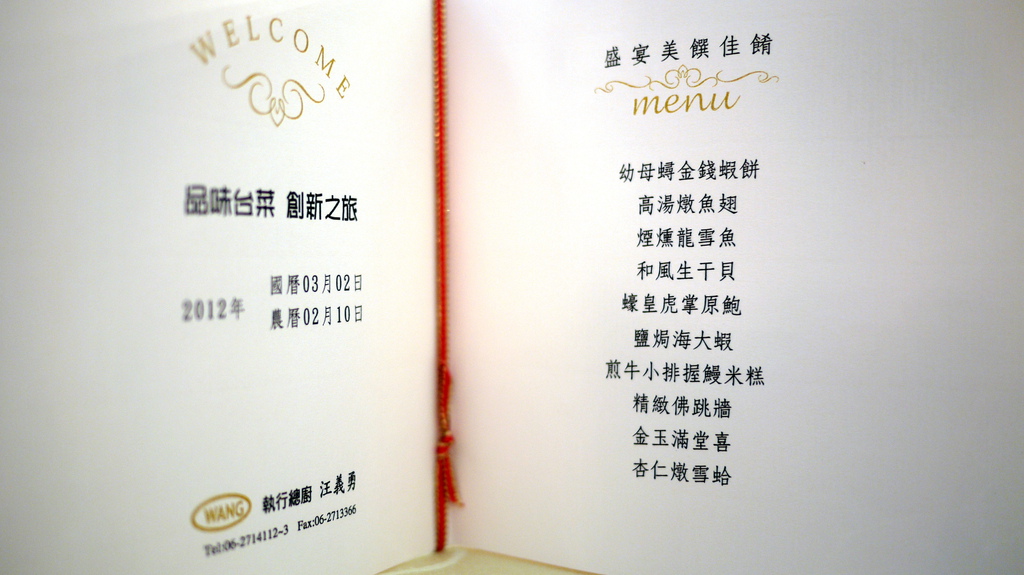 WELCOME
品味台菜 創新之旅
2012年
國曆03月02日
農曆02月10日
WANG
執行總廚 汪義勇
Tel:06-2714112~3 Fax:06-2713366
盛宴美饌佳餚
menu
幼母蟳金錢蝦餅
高湯燉魚翅
煙燻龍雪魚
和風生干貝
蠔皇虎掌原鮑
鹽焗海大蝦
煎牛小排握鰻米糕
精緻佛跳牆
金玉滿堂喜
杏仁燉雪蛤